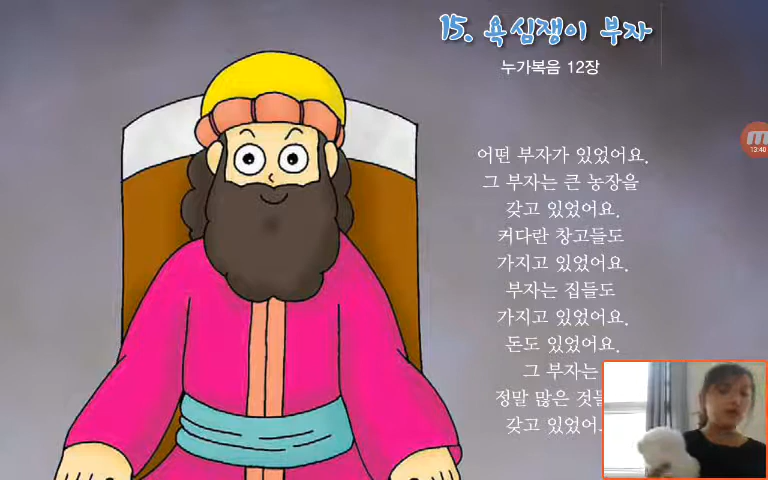 15. 욕심쟁이 부자
누가복음 12장
어떤 부자가 있었어요.
그 부자는 큰 농장을
갖고 있었어요.
커다란 창고들도
가지고 있었어요.
부자는 집들도
가지고 있었어요.
돈도 있었어요.
그 부자는
정말 많은
갖고 있었어
13:40